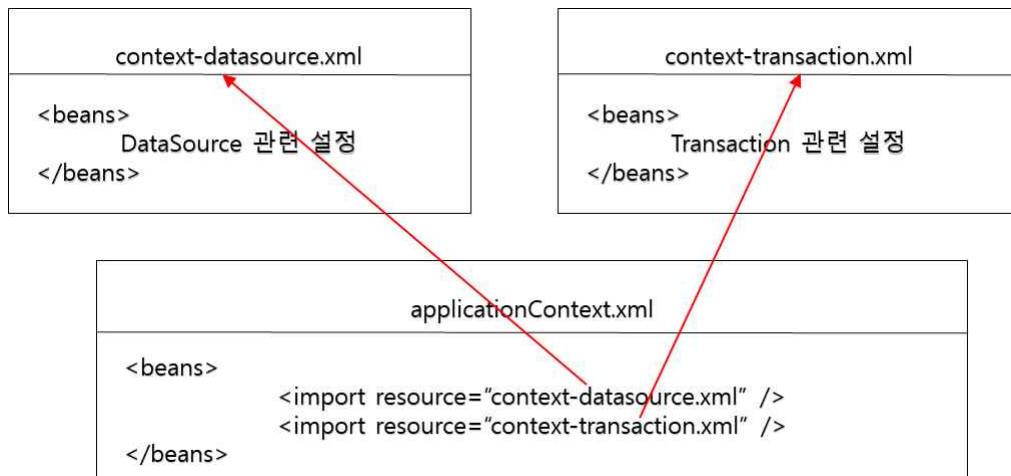 context-datasource.xml
<beans>
DataSource 관련 설정
</beans>
context-transaction.xml
<beans>
Transaction 관련 설정
</beans>
applicationContext.xml
<beans>
<import resource=“context-datasource.xml” />
<import resource=“context-transaction.xml” />
</beans>